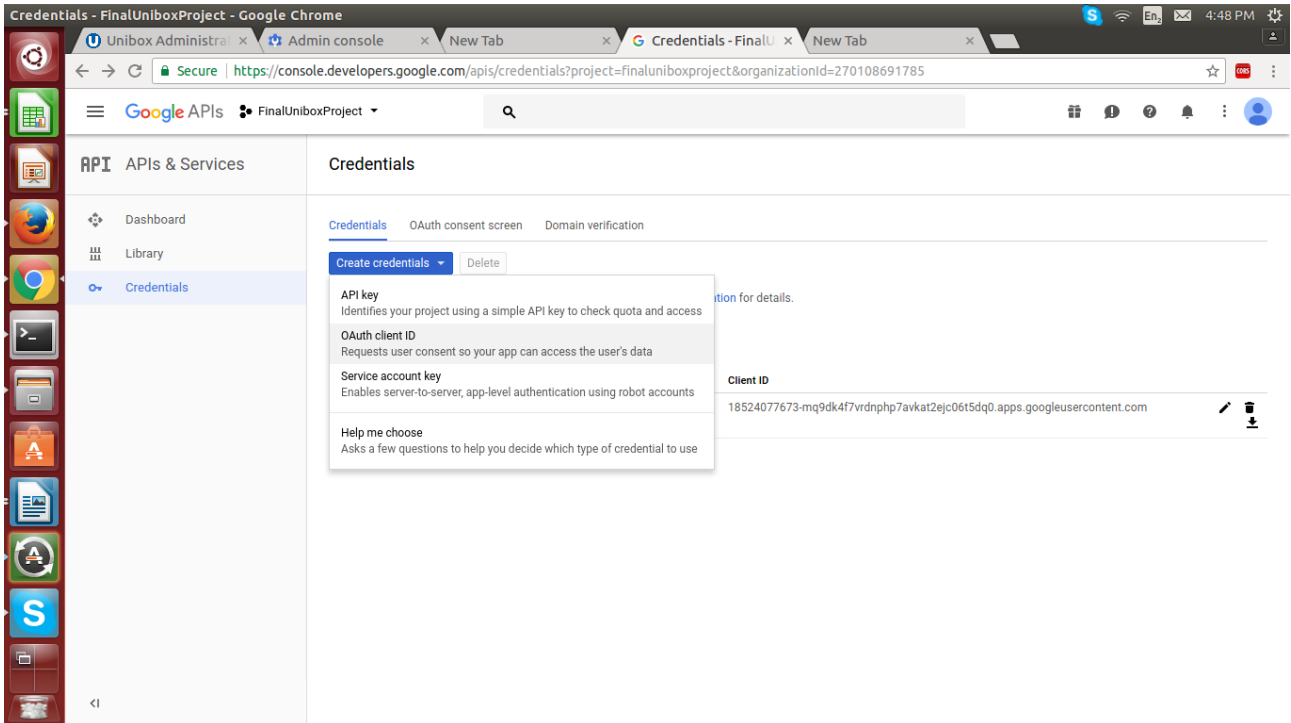 Credentials - FinalUniboxProject - Google Chrome
En2
4:48 PM
Unibox Administrat
Admin console
New Tab
Credentials - FinalU
New Tab
Secure
https://console.developers.google.com/apis/credentials?project=finaluniboxproject&organizationId=270108691785
CORS
Google APIs
FinalUniboxProject
API
APIs & Services
Credentials
Dashboard
Library
Credentials
Credentials
OAuth consent screen
Domain verification
Create credentials
Delete
API key
Identifies your project using a simple API key to check quota and access
ation for details.
OAuth client ID
Requests user consent so your app can access the user's data
Service account key
Enables server-to-server, app-level authentication using robot accounts
Help me choose
Asks a few questions to help you decide which type of credential to use
Client ID
18524077673-mq9dk4f7vrdnphp7avkat2ejc06t5dq0.apps.googleusercontent.com